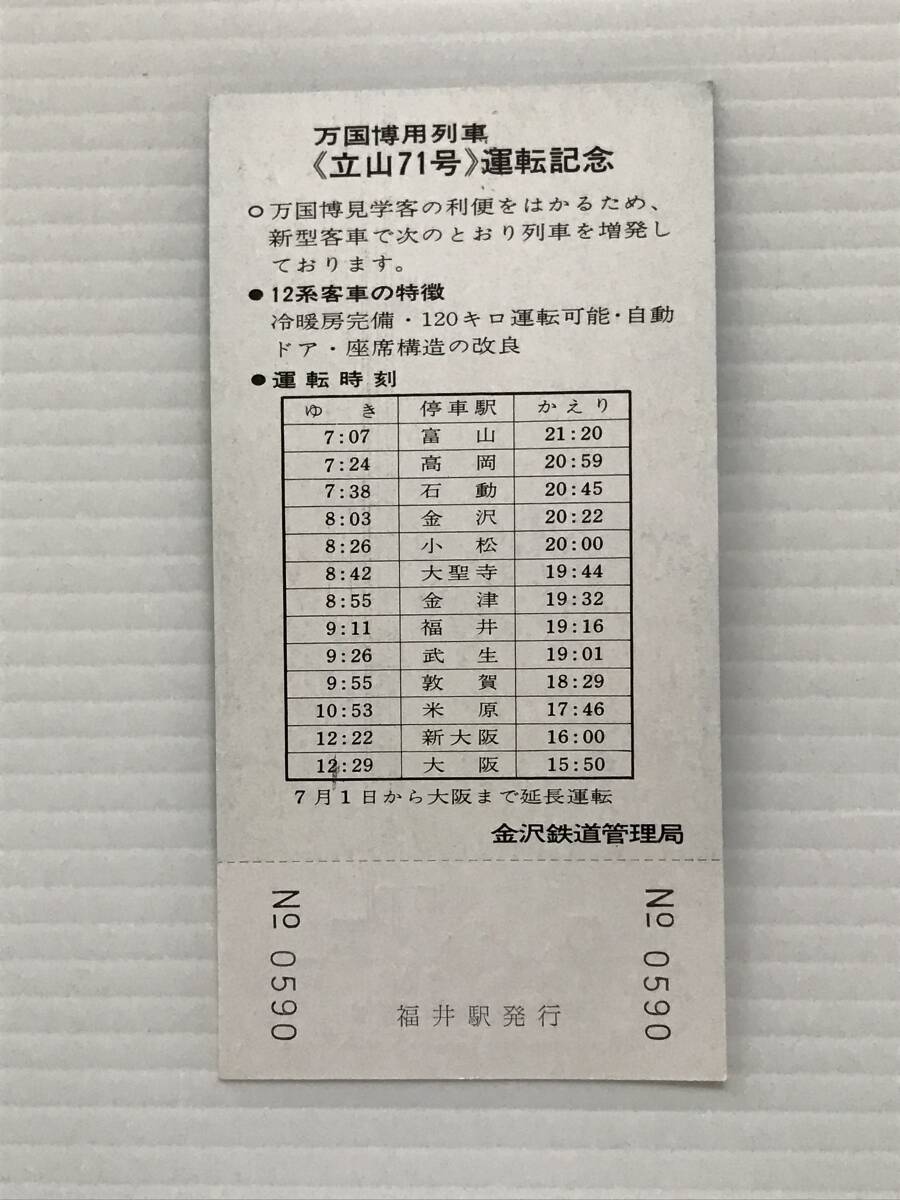 万国博用列車
《立山71号》運転記念
○万国博見学客の利便をはかるため、
新型客車で次のとおり列車を増発し
ております。
●12系客車の特徴
冷暖房完備・120キロ運転可能・自動
ドア・座席構造の改良
●運転時刻
ゆき 停車駅 かえり
7:07 富山 21:20
7:24 高岡 20:59
7:38 石動 20:45
8:03 金沢 20:22
8:26 小松 20:00
8:42 大聖寺 19:44
8:55 金津 19:32
9:11 福井 19:16
9:26 武生 19:01
9:55 敦賀 18:29
10:53 米原 17:46
12:22 新大阪 16:00
12:29 大阪 15:50
7月1日から大阪まで延長運転
金沢鉄道管理局
№ 0590
№ 0590
福井駅発行